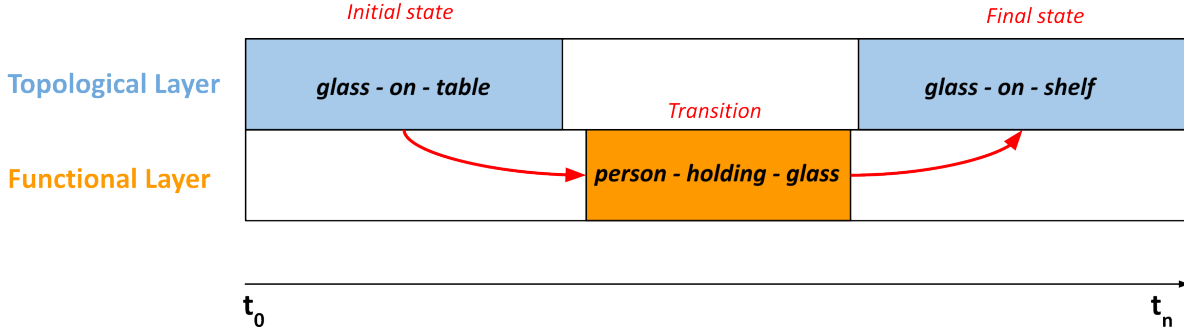 Initial state
Final state
Topological Layer
glass - on - table
glass - on - shelf
Transition
Functional Layer
person - holding - glass
t0
tn